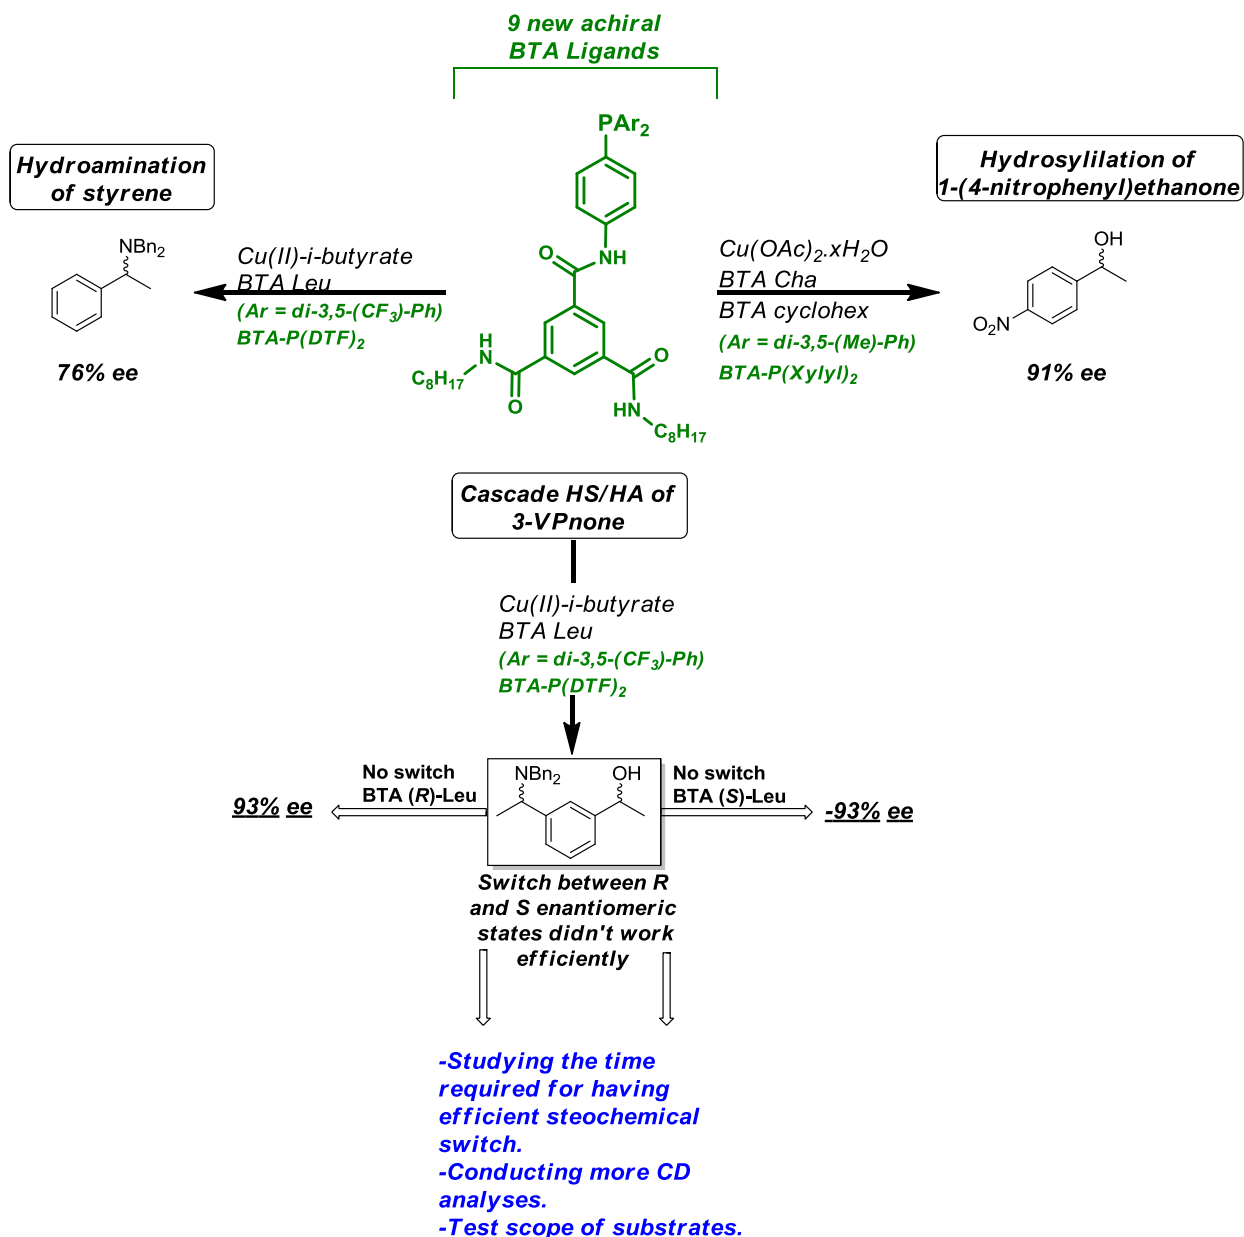 9 new achiral
BTA Ligands
PAr2
NH
O
H
N
C8H17
O
O
HN
C8H17
Hydroamination
of styrene
NBn2
76% ee
Cu(II)-i-butyrate
BTA Leu
(Ar = di-3,5-(CF3)-Ph)
BTA-P(DTF)2
Hydrosylilation of
1-(4-nitrophenyl)ethanone
Cu(OAc)2.xH2O
BTA Cha
BTA cyclohex
(Ar = di-3,5-(Me)-Ph)
BTA-P(Xylyl)2
OH
O2N
91% ee
Cascade HS/HA of
3-VPnone
Cu(II)-i-butyrate
BTA Leu
(Ar = di-3,5-(CF3)-Ph)
BTA-P(DTF)2
No switch
BTA (R)-Leu
93% ee
NBn2
OH
No switch
BTA (S)-Leu
-93% ee
Switch between R
and S enantiomeric
states didn't work
efficiently
-Studying the time
required for having
efficient steochemical
switch.
-Conducting more CD
analyses.
-Test scope of substrates.